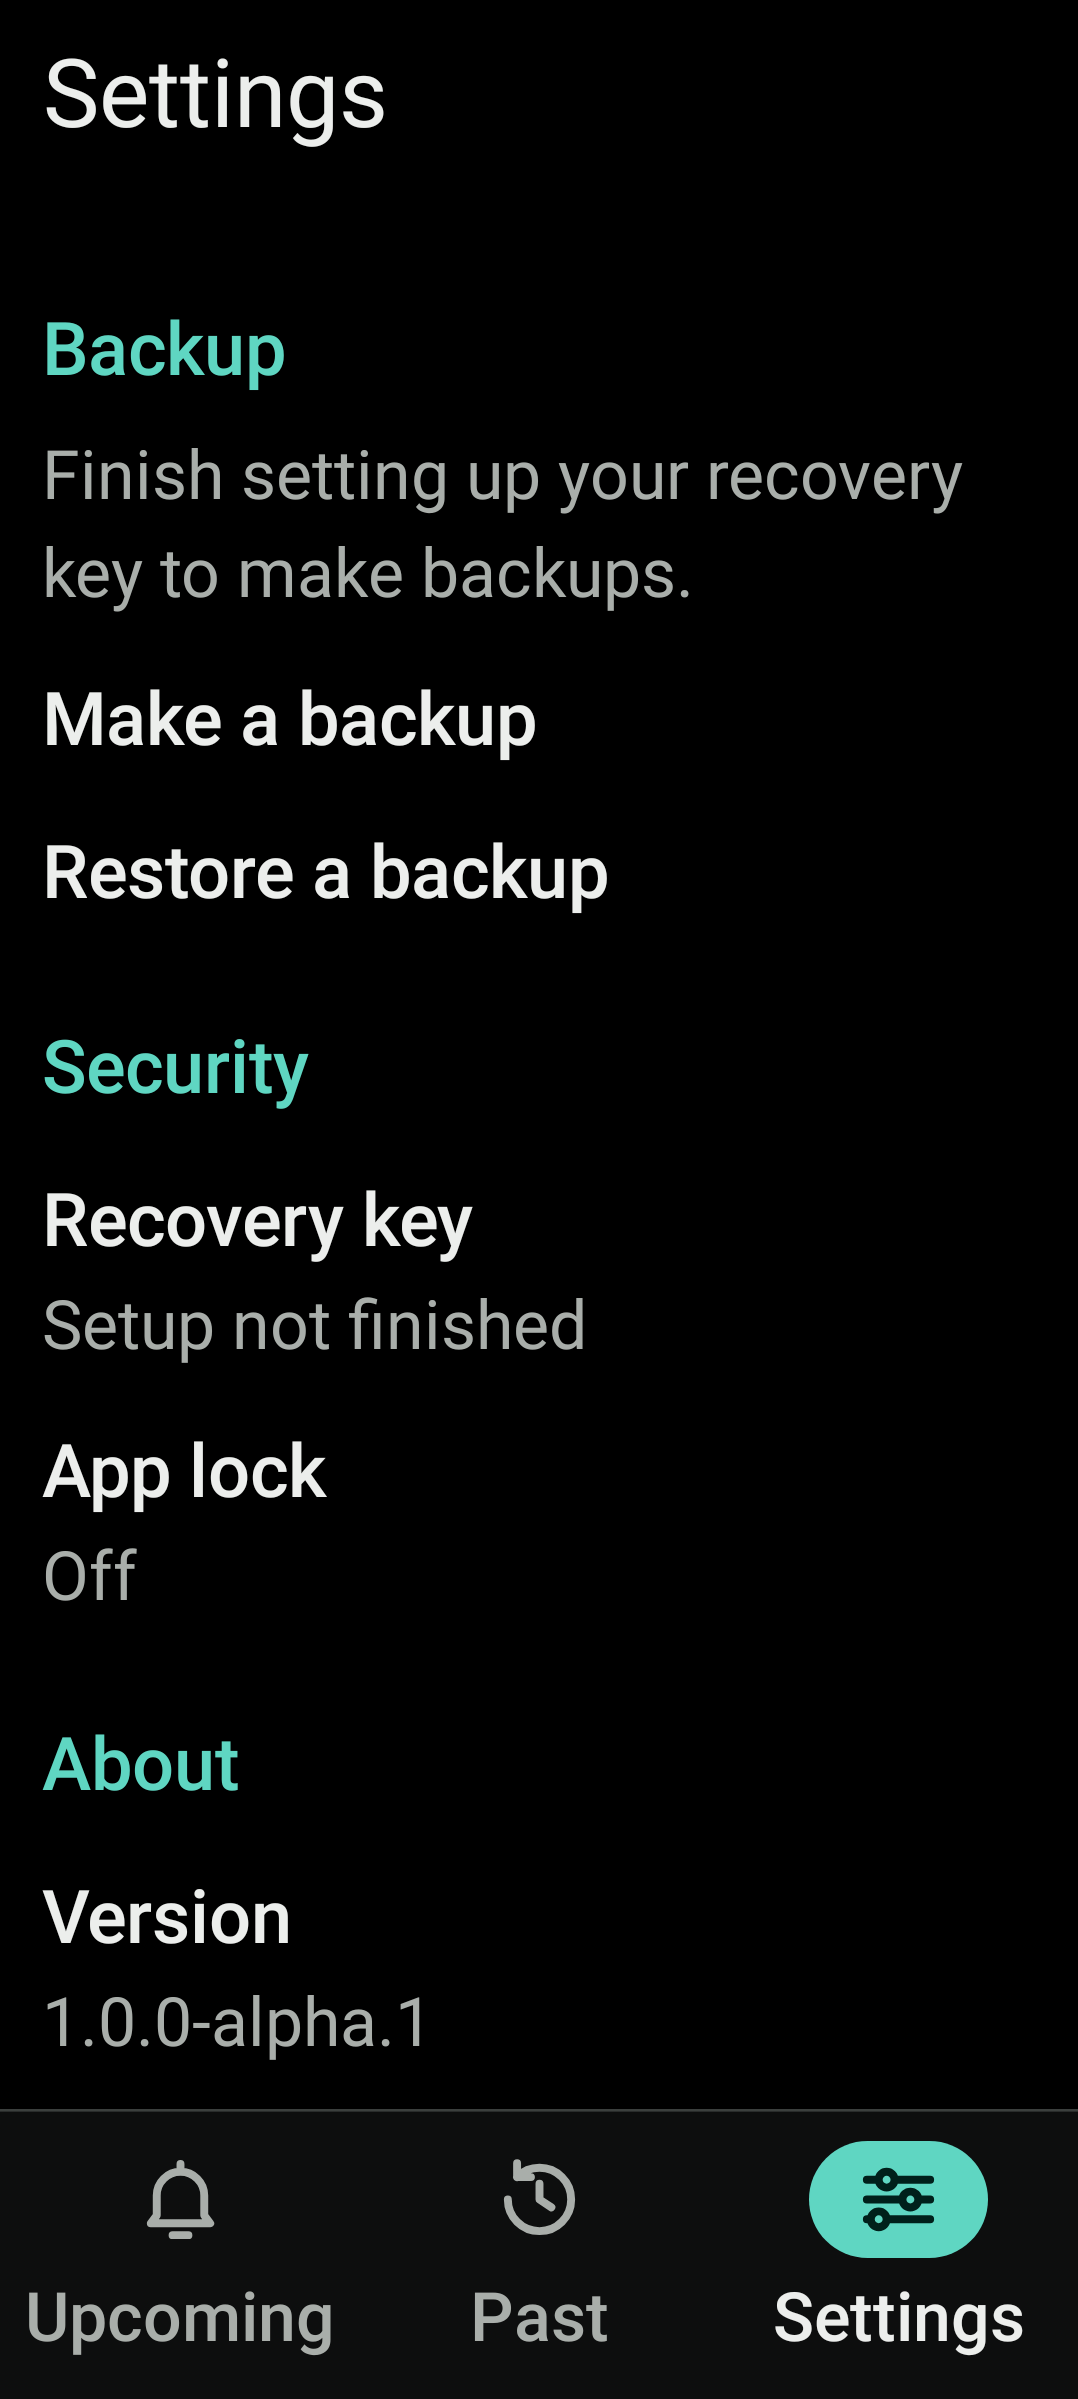 Settings
Backup
Finish setting up your recovery
key to make backups.
Make a backup
Restore a backup
Security
Recovery key
Setup not finished
App lock
Off
About
Version
1.0.0-alpha.1
Upcoming
Past
Settings